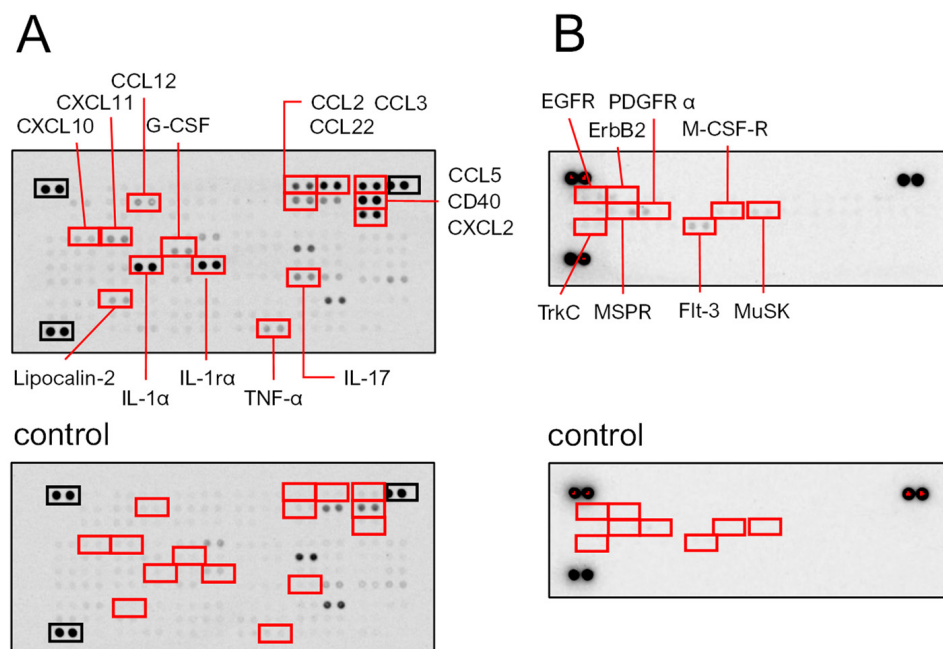 A
CCL12
CXCL11
CXCL10
G-CSF
CCL2 CCL3
CCL22
CCL5
CD40
CXCL2
Lipocalin-2
IL-1α
IL-1rα
TNF-α
IL-17
control
B
EGFR PDGFR α
ErbB2 M-CSF-R
TrkC MSPR Flt-3 MuSK
control